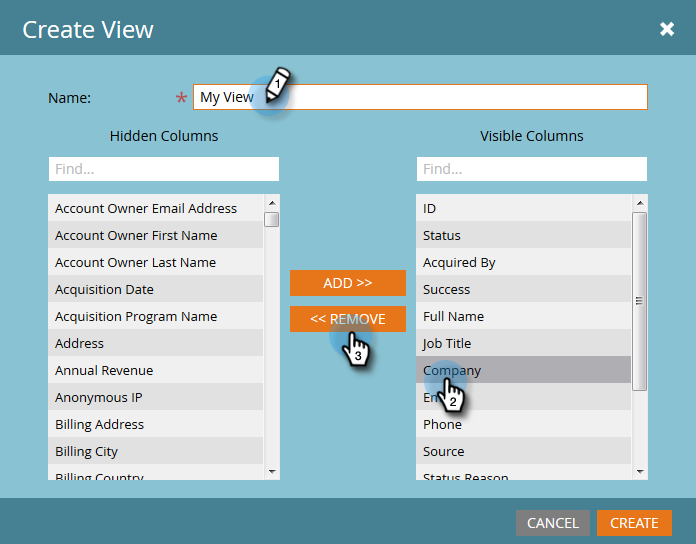 Create View
Name:
*
My View
1
Hidden Columns
Visible Columns
Find...
Find...
Account Owner Email Address
Account Owner First Name
Account Owner Last Name
Acquisition Date
Acquisition Program Name
Address
Annual Revenue
Anonymous IP
Billing Address
Billing City
Billing Country
ADD >>
<< REMOVE
3
ID
Status
Acquired By
Success
Full Name
Job Title
Company
2
Phone
Source
Status Reason
CANCEL
CREATE